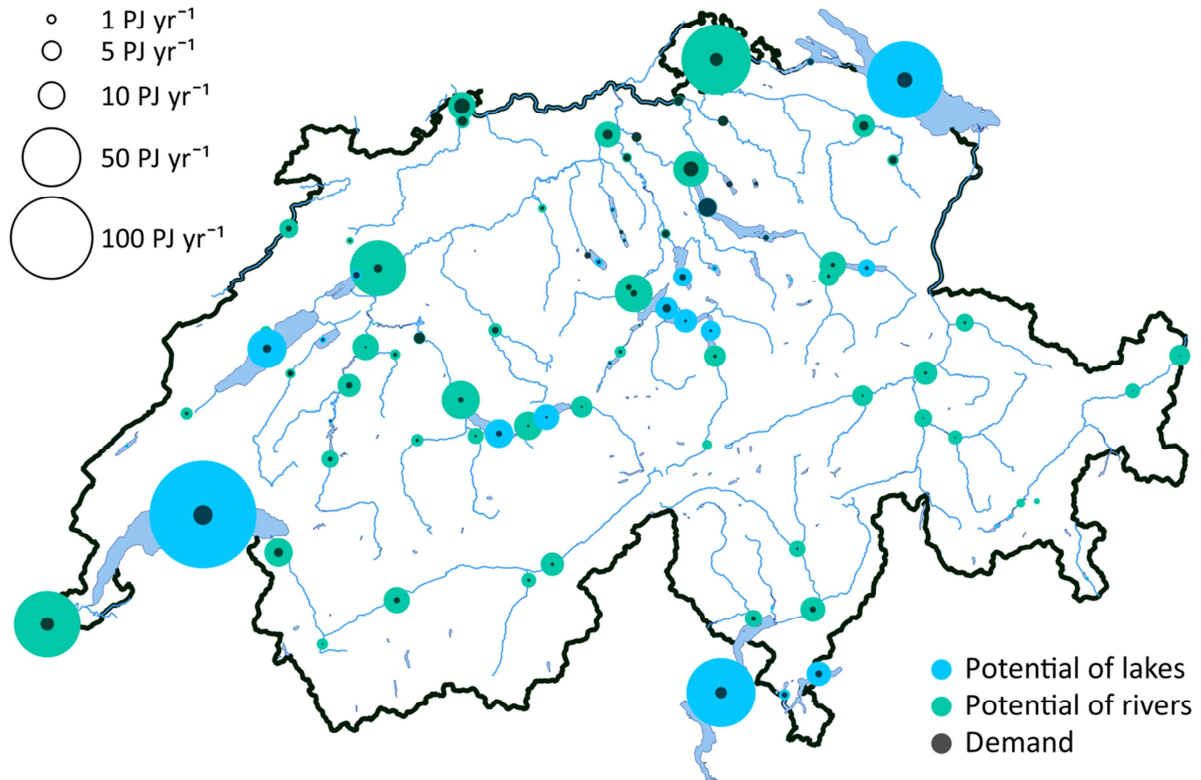 1 PJ yr⁻¹
5 PJ yr⁻¹
10 PJ yr⁻¹
50 PJ yr⁻¹
100 PJ yr⁻¹
Potential of lakes
Potential of rivers
Demand